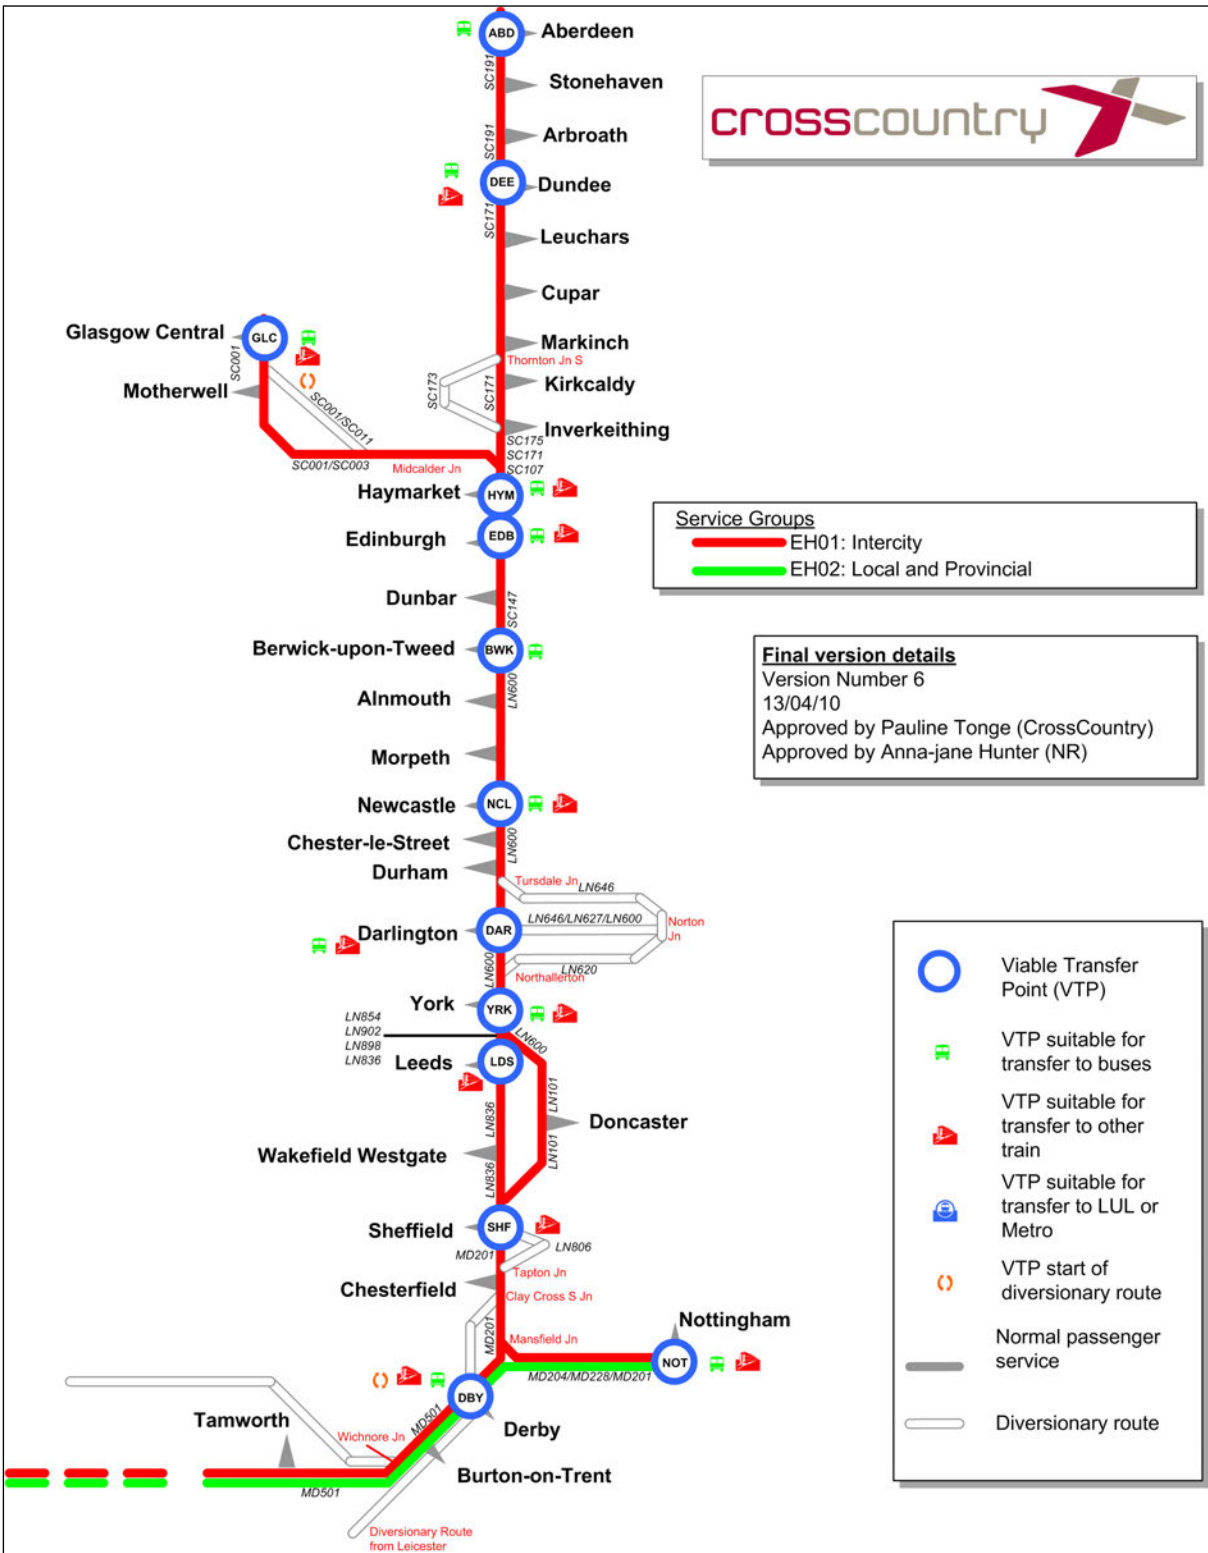 ABD
Aberdeen
SC191
Stonehaven
crosscountry
SC191
Arbroath
DEE
Dundee
SC171
Leuchars
Cupar
Glasgow Central
GLC
SC001
Markinch
Thornton Jn S
Motherwell
SC001/SC011
SC173
SC171
Kirkcaldy
Inverkeithing
SC175
SC171
SC107
SC001/SC003
Midcalder Jn
Haymarket
HYM
Edinburgh
EDB
Service Groups
EH01: Intercity
EH02: Local and Provincial
Dunbar
SC147
Berwick-upon-Tweed
BWK
Final version details
Version Number 6
13/04/10
Approved by Pauline Tonge (CrossCountry)
Approved by Anna-jane Hunter (NR)
LN600
Alnmouth
Morpeth
Newcastle
NCL
Chester-le-Street
LN600
Durham
Tursdale Jn
LN646
Darlington
DAR
LN646/LN627/LN600
Norton
Jn
LN600
Northallerton
LN620
York
YRK
LN854
LN902
LN898
LN836
LN600
Leeds
LDS
LN836
LN101
Doncaster
Wakefield Westgate
LN836
LN101
Sheffield
SHF
MD201
LN806
Tapton Jn
Chesterfield
Clay Cross S Jn
MD201
Mansfield Jn
Nottingham
NOT
MD204/MD228/MD201
DBY
Derby
MD501
Tamworth
Wichnore Jn
Burton-on-Trent
MD501
Diversionary Route
from Leicester
Viable Transfer
Point (VTP)
VTP suitable for
transfer to buses
VTP suitable for
transfer to other
train
VTP suitable for
transfer to LUL or
Metro
VTP start of
diversionary route
Normal passenger
service
Diversionary route